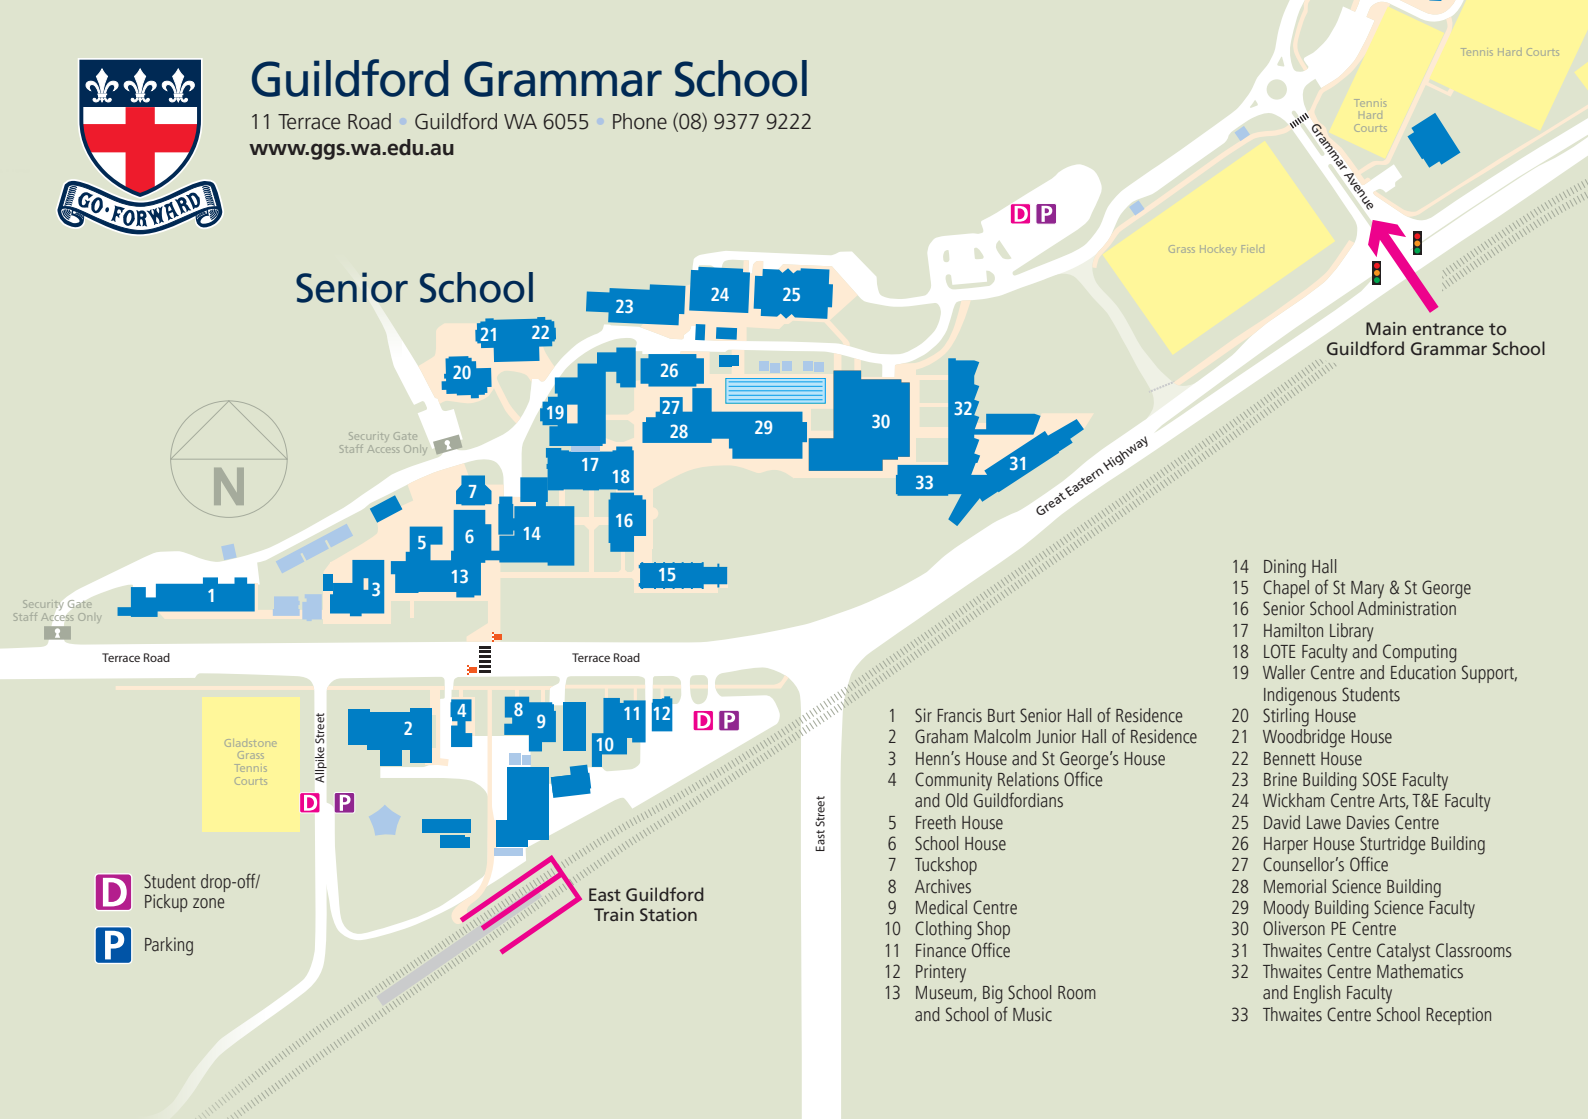 Guildford Grammar School
11 Terrace Road • Guildford WA 6055 • Phone (08) 9377 9222
www.ggs.wa.edu.au
GO·FORWARD
Senior School
Tennis Hard Courts
Tennis
Hard
Courts
Grammar Avenue
Grass Hockey Field
D P
Main entrance to
Guildford Grammar School
Great Eastern Highway
Security Gate
Staff Access Only
N
23
24
25
21
22
20
26
19
27
28
29
30
32
31
33
17
18
7
16
14
6
5
13
15
3
1
Security Gate
Staff Access Only
Terrace Road
Terrace Road
Gladstone
Grass
Tennis
Courts
Allpike Street
2
4
8
9
10
11
12
D P
D P
East Street
East Guildford
Train Station
D Student drop-off/
Pickup zone
P Parking
1 Sir Francis Burt Senior Hall of Residence
2 Graham Malcolm Junior Hall of Residence
3 Henn's House and St George's House
4 Community Relations Office
and Old Guildfordians
5 Freeth House
6 School House
7 Tuckshop
8 Archives
9 Medical Centre
10 Clothing Shop
11 Finance Office
12 Printery
13 Museum, Big School Room
and School of Music
14 Dining Hall
15 Chapel of St Mary & St George
16 Senior School Administration
17 Hamilton Library
18 LOTE Faculty and Computing
19 Waller Centre and Education Support,
Indigenous Students
20 Stirling House
21 Woodbridge House
22 Bennett House
23 Brine Building SOSE Faculty
24 Wickham Centre Arts, T&E Faculty
25 David Lawe Davies Centre
26 Harper House Sturtridge Building
27 Counsellor's Office
28 Memorial Science Building
29 Moody Building Science Faculty
30 Oliverson PE Centre
31 Thwaites Centre Catalyst Classrooms
32 Thwaites Centre Mathematics
and English Faculty
33 Thwaites Centre School Reception